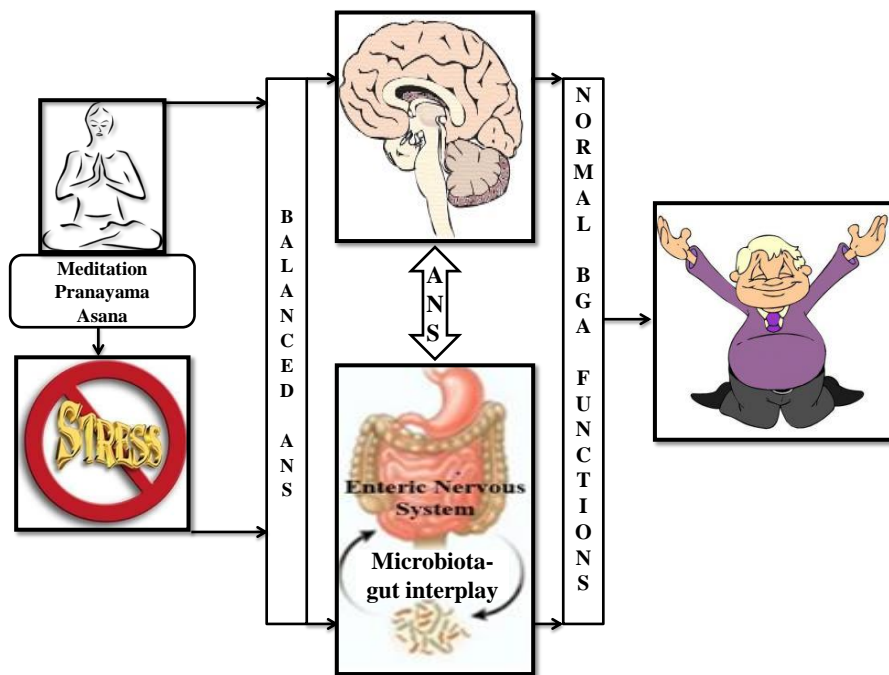 Meditation
Pranayama
Asana
STRESS
BALANCED ANS
ANS
Enteric Nervous
System
Microbiota-
gut interplay
NORMAL BGA FUNCTIONS